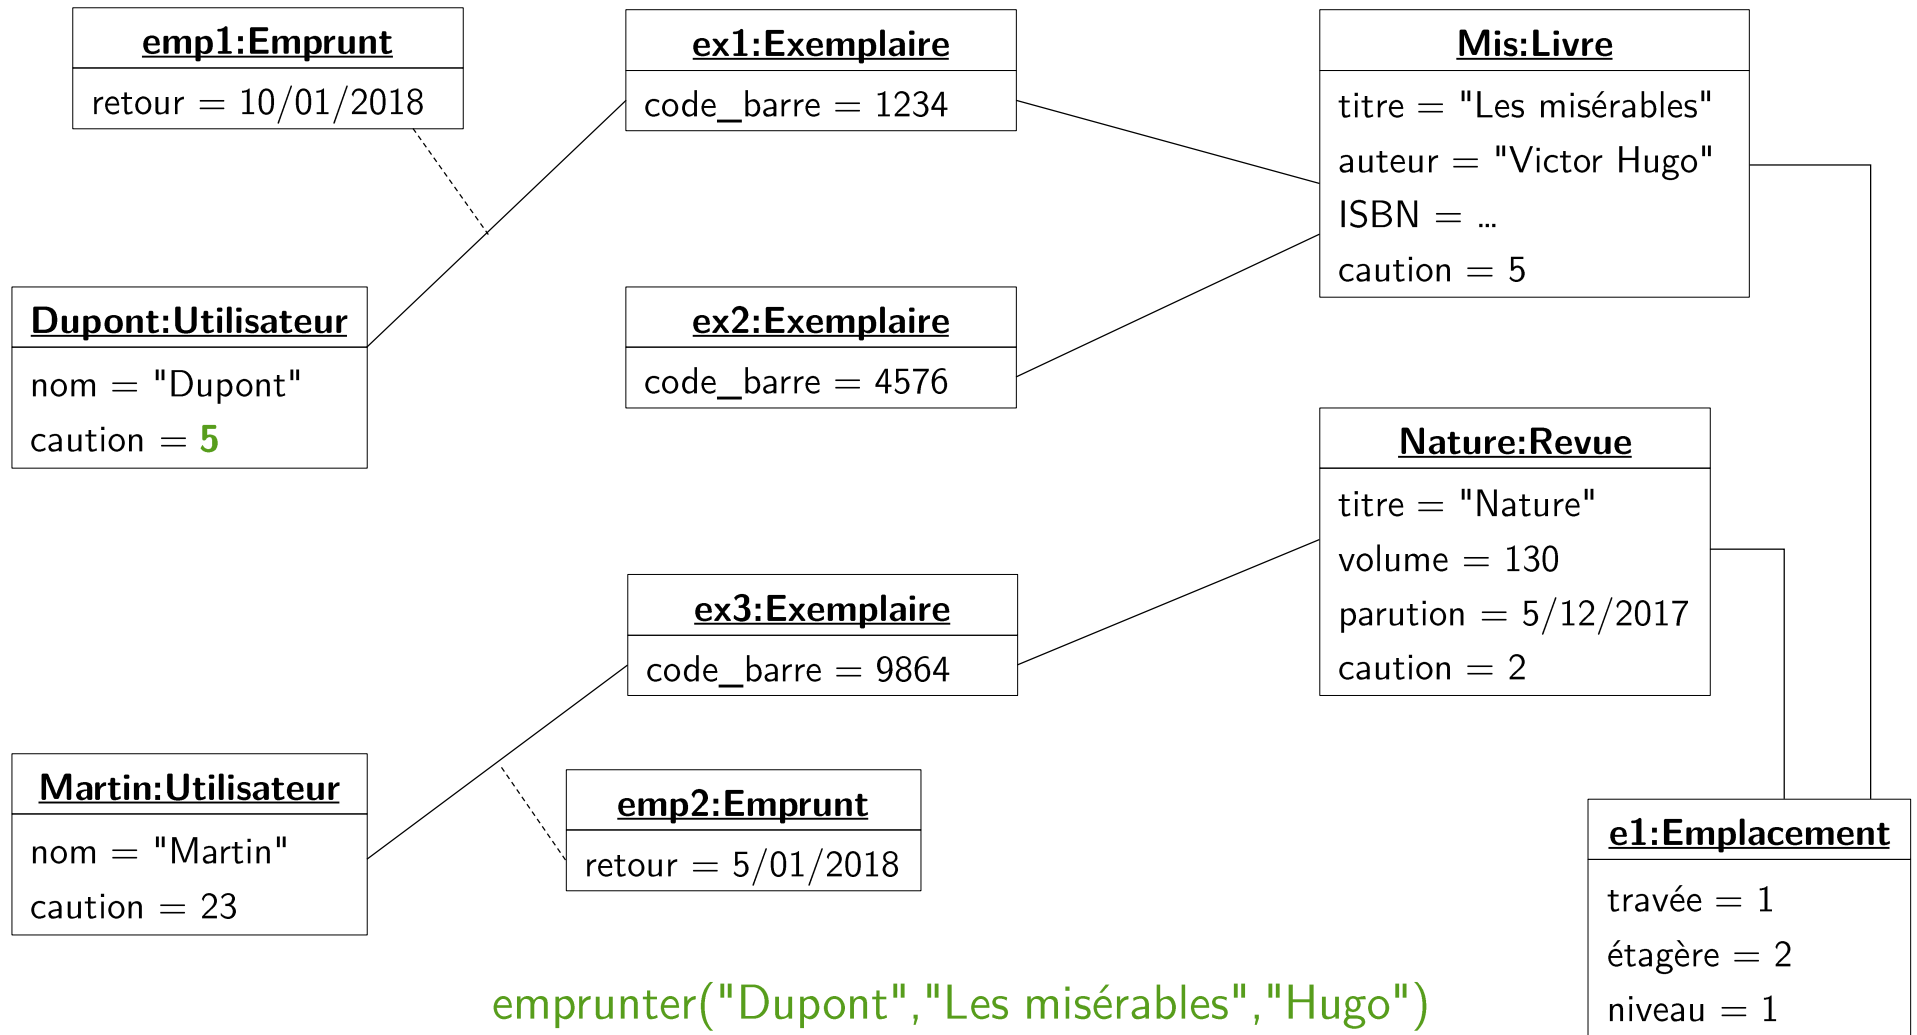 emp1:Emprunt
retour = 10/01/2018
ex1:Exemplaire
code_barre = 1234
Mis:Livre
titre = "Les misérables"
auteur = "Victor Hugo"
ISBN = ...
caution = 5
Dupont:Utilisateur
nom = "Dupont"
caution = 5
ex2:Exemplaire
code_barre = 4576
Nature:Revue
titre = "Nature"
volume = 130
parution = 5/12/2017
caution = 2
ex3:Exemplaire
code_barre = 9864
Martin:Utilisateur
nom = "Martin"
caution = 23
emp2:Emprunt
retour = 5/01/2018
e1:Emplacement
travée = 1
étagère = 2
niveau = 1
emprunter("Dupont","Les misérables","Hugo")